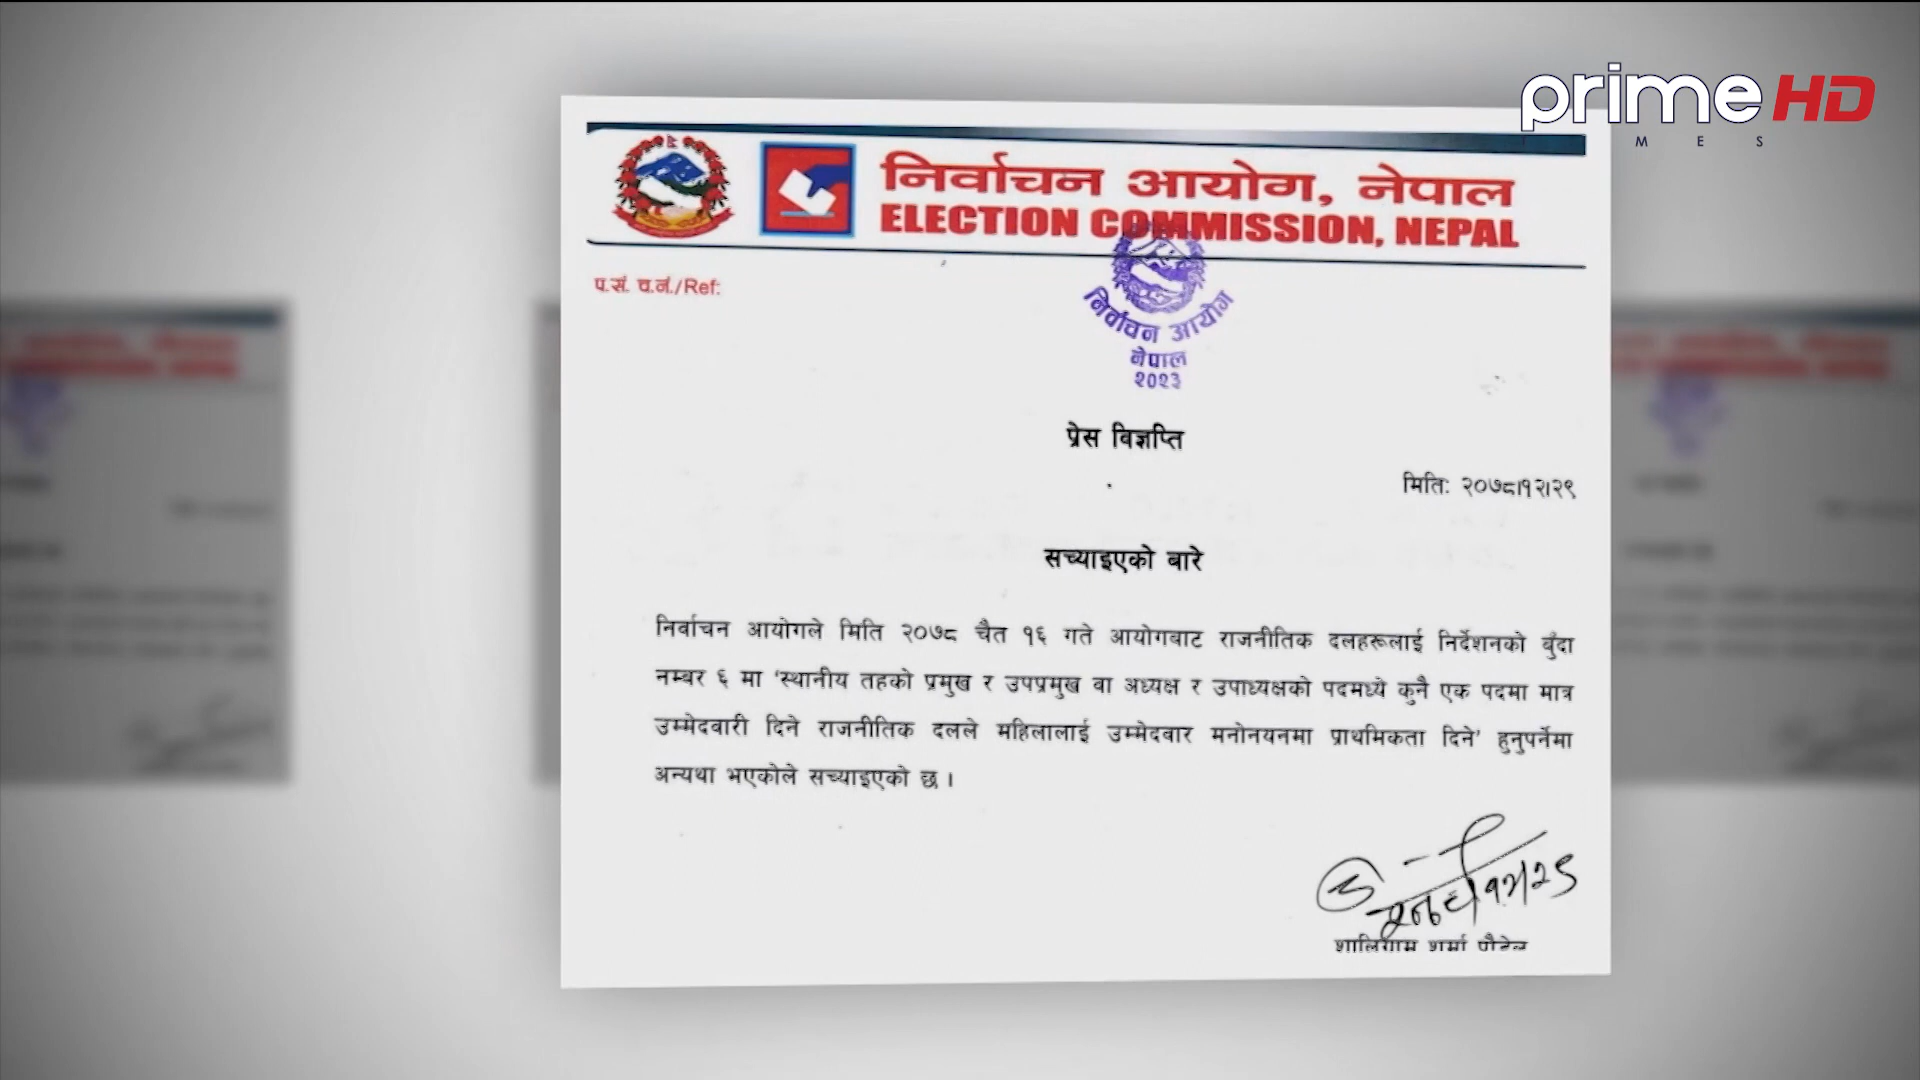 prime HD
M E S
निर्वाचन आयोग, नेपाल
ELECTION COMMISSION, NEPAL
प.सं. च.नं./Ref:
निर्वाचन आयोग
नेपाल
२०२३
प्रेस विज्ञप्ति
मितिः २०७८।१२।२९
सच्याइएको बारे
निर्वाचन आयोगले मिति २०७८ चैत १६ गते आयोगबाट राजनीतिक दलहरूलाई निर्देशनको बुँदा
नम्बर ६ मा 'स्थानीय तहको प्रमुख र उपप्रमुख वा अध्यक्ष र उपाध्यक्षको पदमध्ये कुनै एक पदमा मात्र
उम्मेदवारी दिने राजनीतिक दलले महिलालाई उम्मेदवार मनोनयनमा प्राथमिकता दिने' हुनुपर्नेमा
अन्यथा भएकोले सच्याइएको छ ।
शालिग्राम शर्मा पौडेल